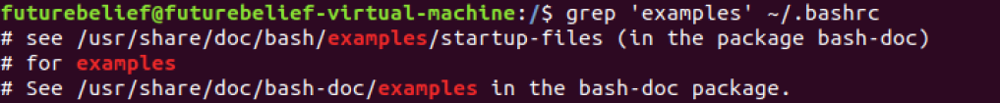 futurebelief@futurebelief-virtual-machine:/$ grep 'examples' ~/.bashrc
# see /usr/share/doc/bash/examples/startup-files (in the package bash-doc)
# for examples
# See /usr/share/doc/bash-doc/examples in the bash-doc package.